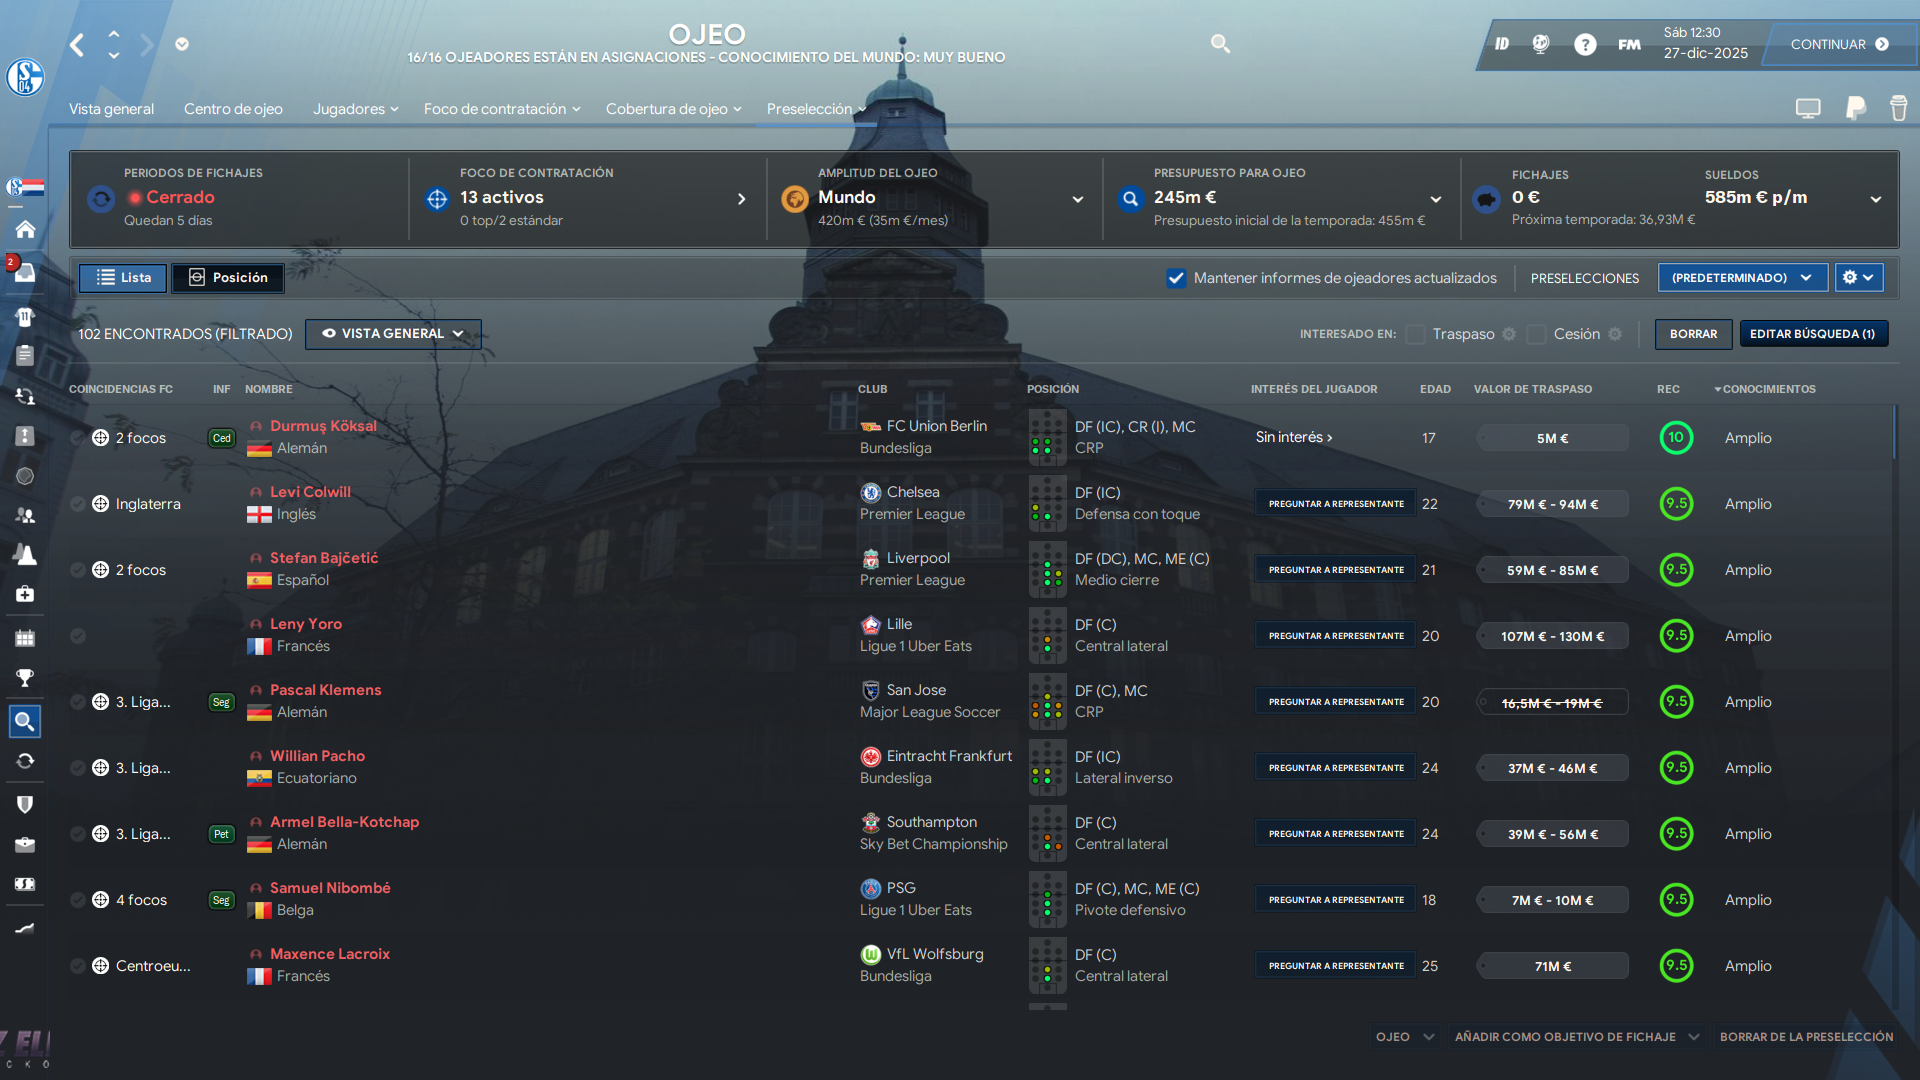 OJEO
16/16 OJEADORES ESTÁN EN ASIGNACIONES - CONOCIMIENTO DEL MUNDO: MUY BUENO
ID
?
FM
Sáb 12:30
27-dic-2025
CONTINUAR
Vista general
Centro de ojeo
Jugadores
Foco de contratación
Cobertura de ojeo
Preselección
PERIODOS DE FICHAJES
Cerrado
Quedan 5 días
FOCO DE CONTRATACIÓN
13 activos
0 top/2 estándar
AMPLITUD DEL OJEO
Mundo
420m € (35m €/mes)
PRESUPUESTO PARA OJEO
245m €
Presupuesto inicial de la temporada: 455m €
FICHAJES
0 €
Próxima temporada: 36,93M €
SUELDOS
585m € p/m
2
Lista
Posición
Mantener informes de ojeadores actualizados
PRESELECCIONES
(PREDETERMINADO)
102 ENCONTRADOS (FILTRADO)
VISTA GENERAL
INTERESADO EN:
Traspaso
Cesión
BORRAR
EDITAR BÚSQUEDA (1)
COINCIDENCIAS FC INF NOMBRE CLUB POSICIÓN INTERÉS DEL JUGADOR EDAD VALOR DE TRASPASO REC CONOCIMIENTOS
2 focos Ced Durmuş Köksal FC Union Berlin DF (IC), CR (I), MC Sin interés > 17 5M € 10 Amplio
Alemán Bundesliga CRP
Inglaterra Levi Colwill Chelsea DF (IC) PREGUNTAR A REPRESENTANTE 22 79M € - 94M € 9.5 Amplio
Inglés Premier League Defensa con toque
2 focos Stefan Bajčetić Liverpool DF (DC), MC, ME (C) PREGUNTAR A REPRESENTANTE 21 59M € - 85M € 9.5 Amplio
Español Premier League Medio cierre
Leny Yoro Lille DF (C) PREGUNTAR A REPRESENTANTE 20 107M € - 130M € 9.5 Amplio
Francés Ligue 1 Uber Eats Central lateral
3. Liga... Seg Pascal Klemens San Jose DF (C), MC PREGUNTAR A REPRESENTANTE 20 16,5M € - 19M € 9.5 Amplio
Alemán Major League Soccer CRP
3. Liga... Willian Pacho Eintracht Frankfurt DF (IC) PREGUNTAR A REPRESENTANTE 24 37M € - 46M € 9.5 Amplio
Ecuatoriano Bundesliga Lateral inverso
3. Liga... Pet Armel Bella-Kotchap Southampton DF (C) PREGUNTAR A REPRESENTANTE 24 39M € - 56M € 9.5 Amplio
Alemán Sky Bet Championship Central lateral
4 focos Seg Samuel Nibombé PSG DF (C), MC, ME (C) PREGUNTAR A REPRESENTANTE 18 7M € - 10M € 9.5 Amplio
Belga Ligue 1 Uber Eats Pivote defensivo
Centroeu... Maxence Lacroix VfL Wolfsburg DF (C) PREGUNTAR A REPRESENTANTE 25 71M € 9.5 Amplio
Francés Bundesliga Central lateral
OJEO
AÑADIR COMO OBJETIVO DE FICHAJE
BORRAR DE LA PRESELECCIÓN